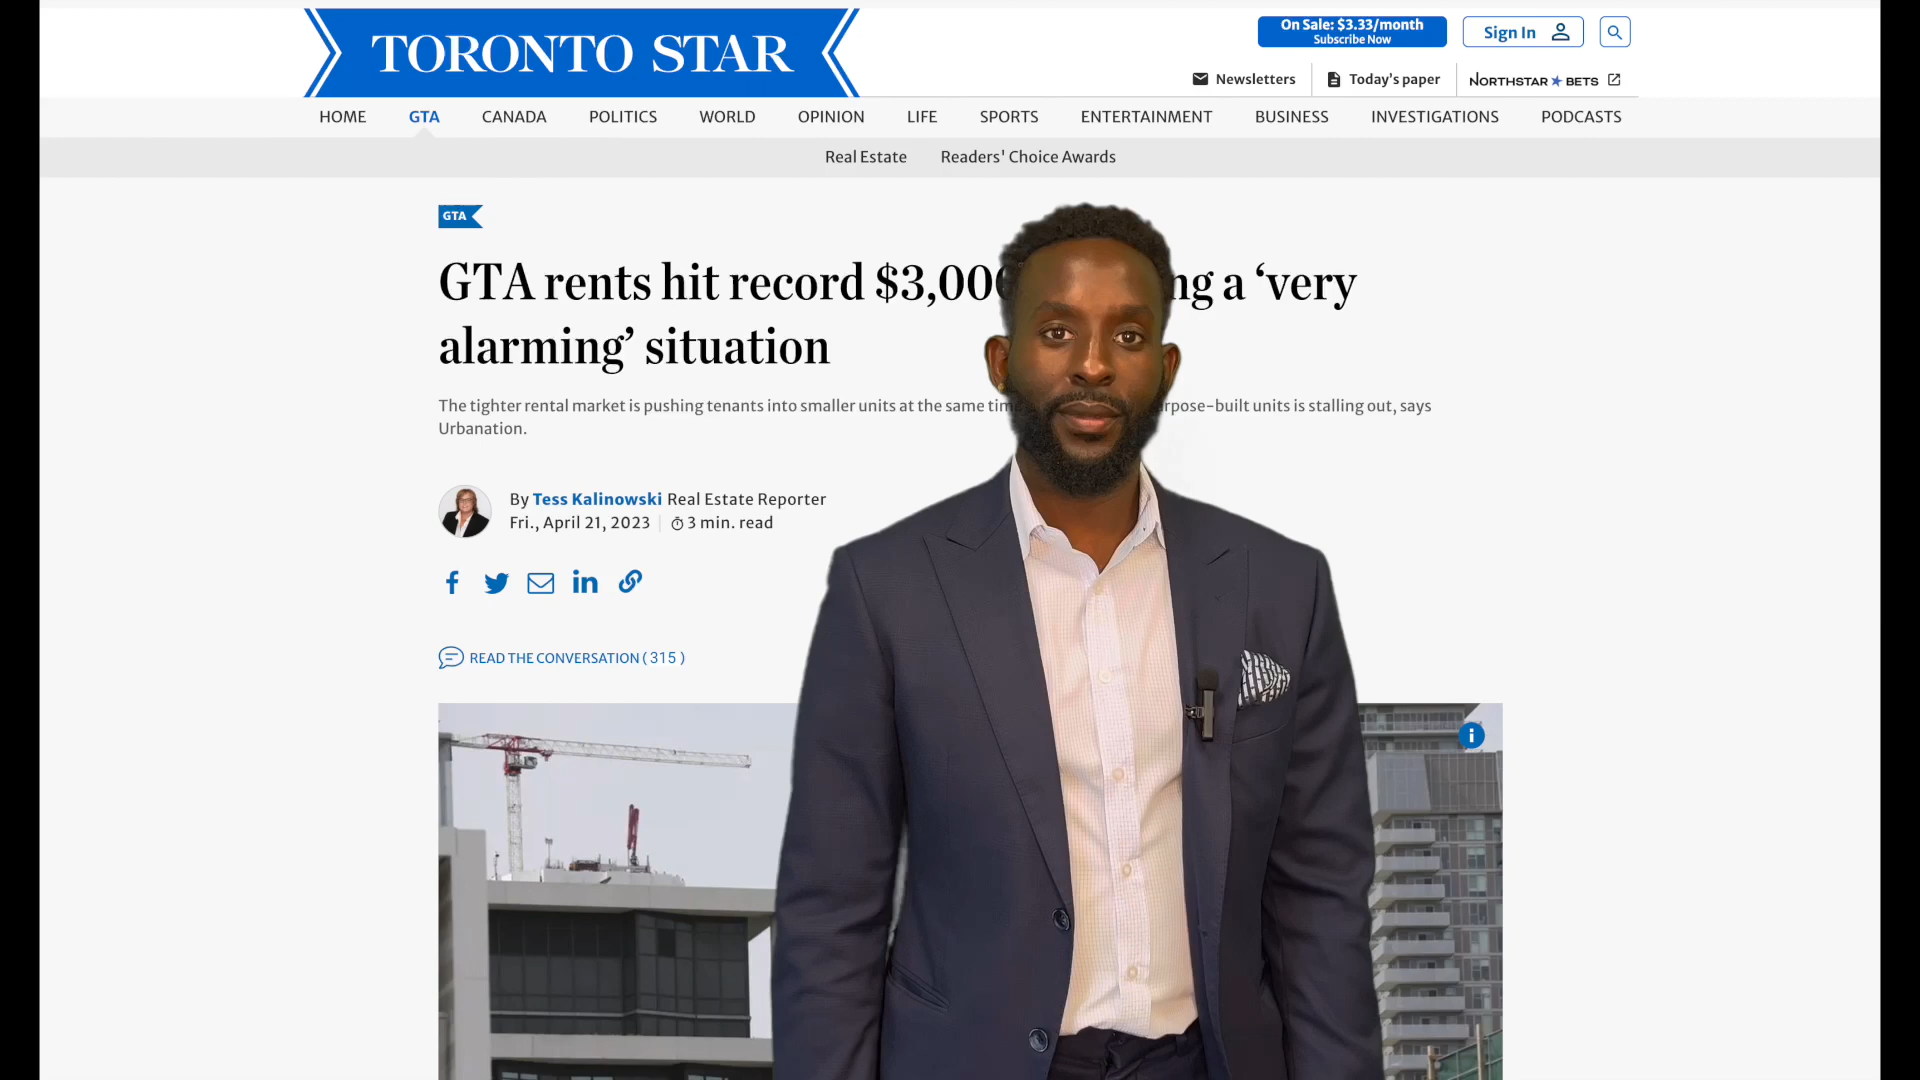 TORONTO STAR
On Sale: $3.33/month
Subscribe Now
Sign In
Newsletters
Today's paper
NORTHSTAR BETS
HOME GTA CANADA POLITICS WORLD OPINION LIFE SPORTS ENTERTAINMENT BUSINESS INVESTIGATIONS PODCASTS
Real Estate Readers' Choice Awards
GTA
GTA rents hit record $3,00 a ‘very
alarming’ situation
The tighter rental market is pushing tenants into smaller units at the same units is stalling out, says
Urbanation.
By Tess Kalinowski Real Estate Reporter
Fri., April 21, 2023 3 min. read
READ THE CONVERSATION ( 315 )